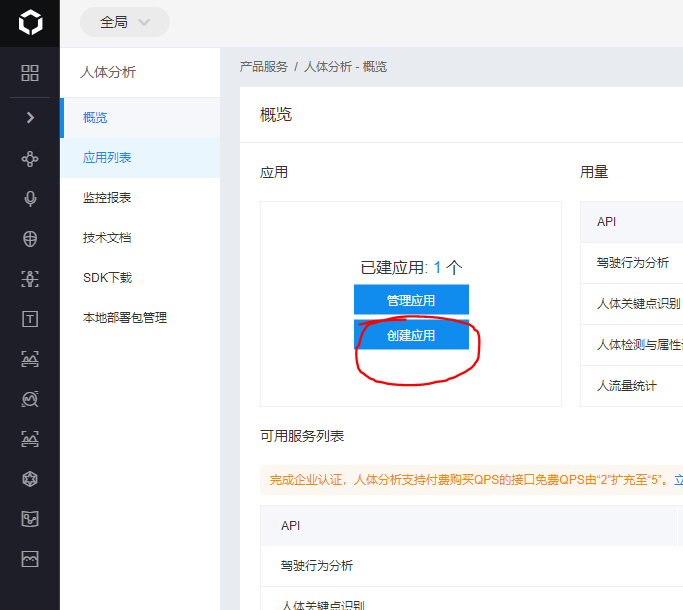 全局
人体分析
产品服务 / 人体分析 - 概览
概览
应用列表
监控报表
技术文档
SDK下载
本地部署包管理
概览
应用
已建应用: 1 个
管理应用
创建应用
用量
API
驾驶行为分析
人体关键点识别
人体检测与属性
人流量统计
可用服务列表
完成企业认证，人体分析支持付费购买QPS的接口免费QPS由“2”扩充至“5”。立
API
驾驶行为分析
人体关键点识别